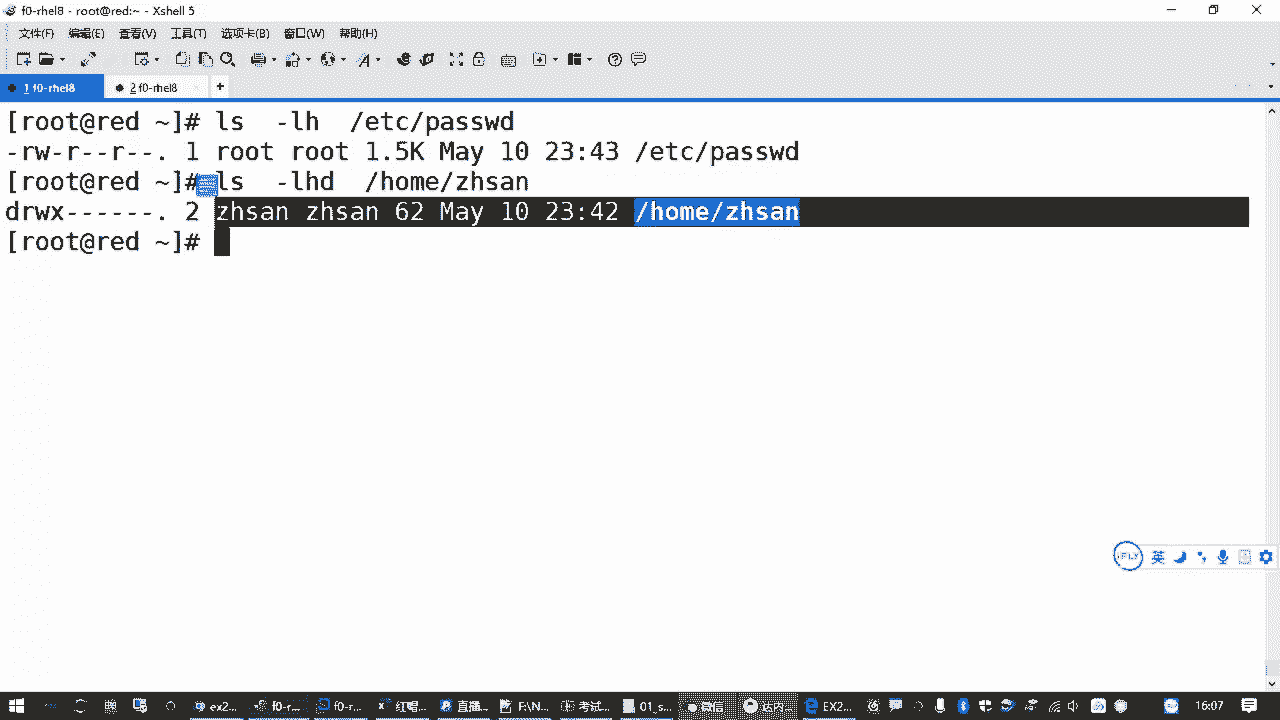 f0-rhel8 - root@red:~ - Xshell 5
文件(F) 编辑(E) 查看(V) 工具(T) 选项卡(B) 窗口(W) 帮助(H)
1 f0-rhel8 2 f0-rhel8 +
[root@red ~]# ls  -lh  /etc/passwd
-rw-r--r--. 1 root root 1.5K May 10 23:43 /etc/passwd
[root@red ~]# ls  -lhd  /home/zhsan
drwx------. 2 zhsan zhsan 62 May 10 23:42 /home/zhsan
[root@red ~]#
iFLY 英
ex2... f0-r... f0-r... 红帽... 直播... F:\N... 考试... 01_s... 微信 达内... EX2... 16:07